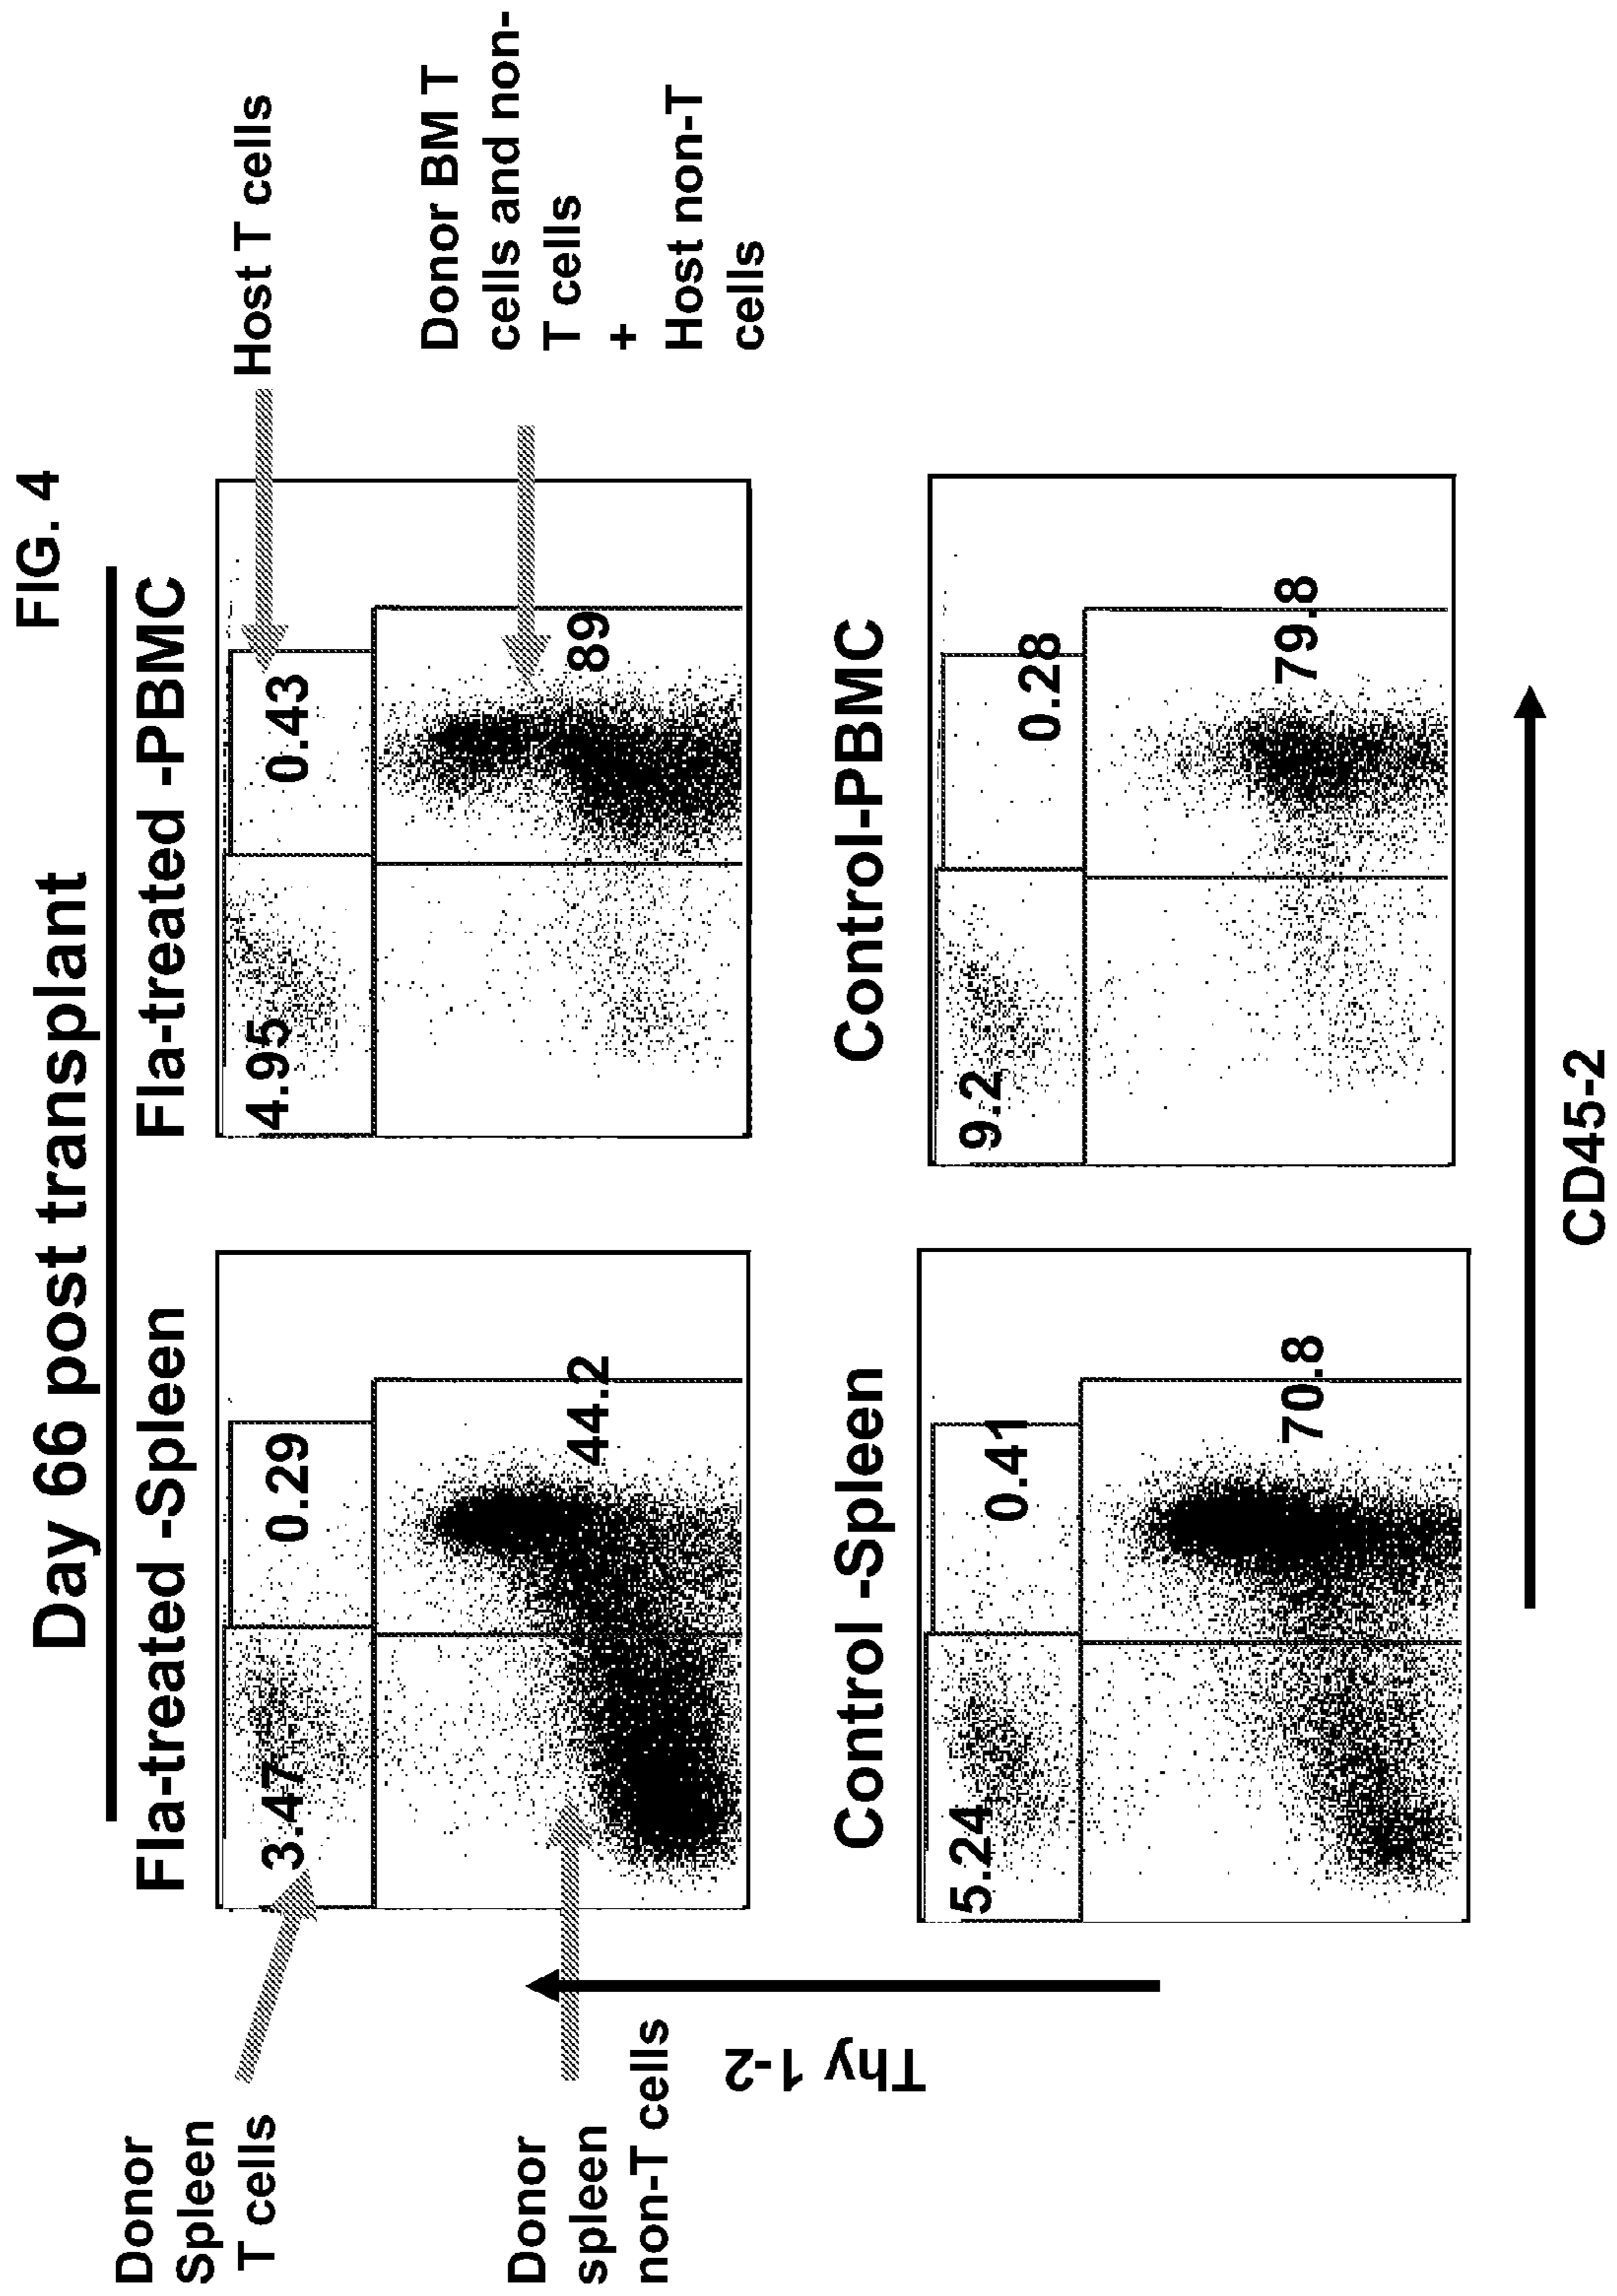 FIG. 4
Day 66 post transplant
Fla-treated -Spleen
Fla-treated -PBMC
Donor
Spleen
T cells
3.47
0.29
4.95
0.43
Host T cells
Donor
spleen
non-T cells
44.2
89
Donor BM T
cells and non-
T cells
+
Host non-T
cells
Thy 1-2
Control -Spleen
Control-PBMC
5.24
0.41
9.2
0.28
70.8
79.8
CD45-2